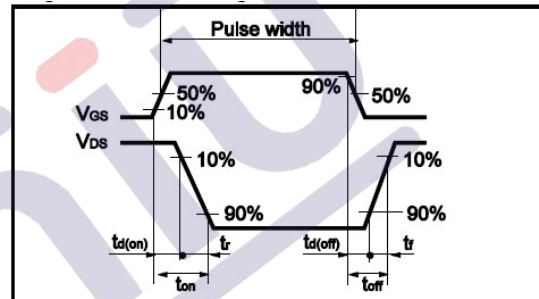 Pulse width
90%
50%
50%
10%
VGS
VDS
10%
10%
90%
90%
td(on)
tr
td(off)
tf
ton
toff